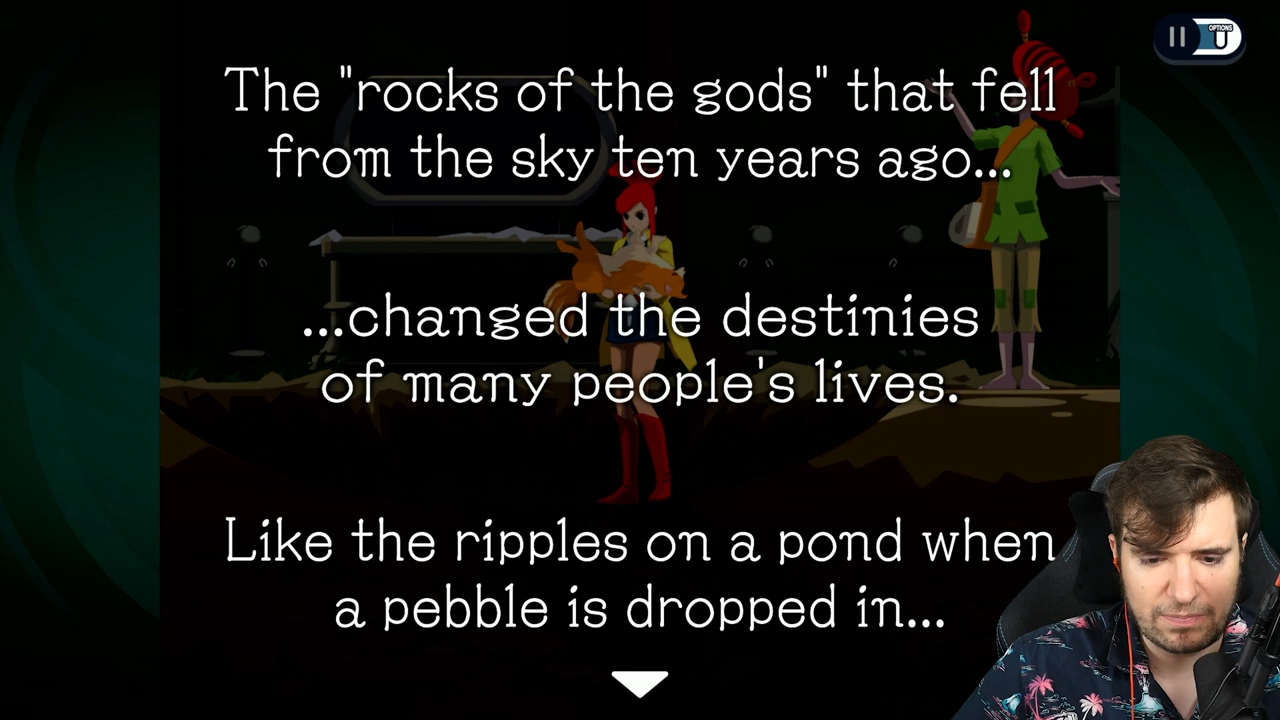 OPTIONS
The "rocks of the gods" that fell
from the sky ten years ago...
...changed the destinies
of many people's lives.
Like the ripples on a pond when
a pebble is dropped in...